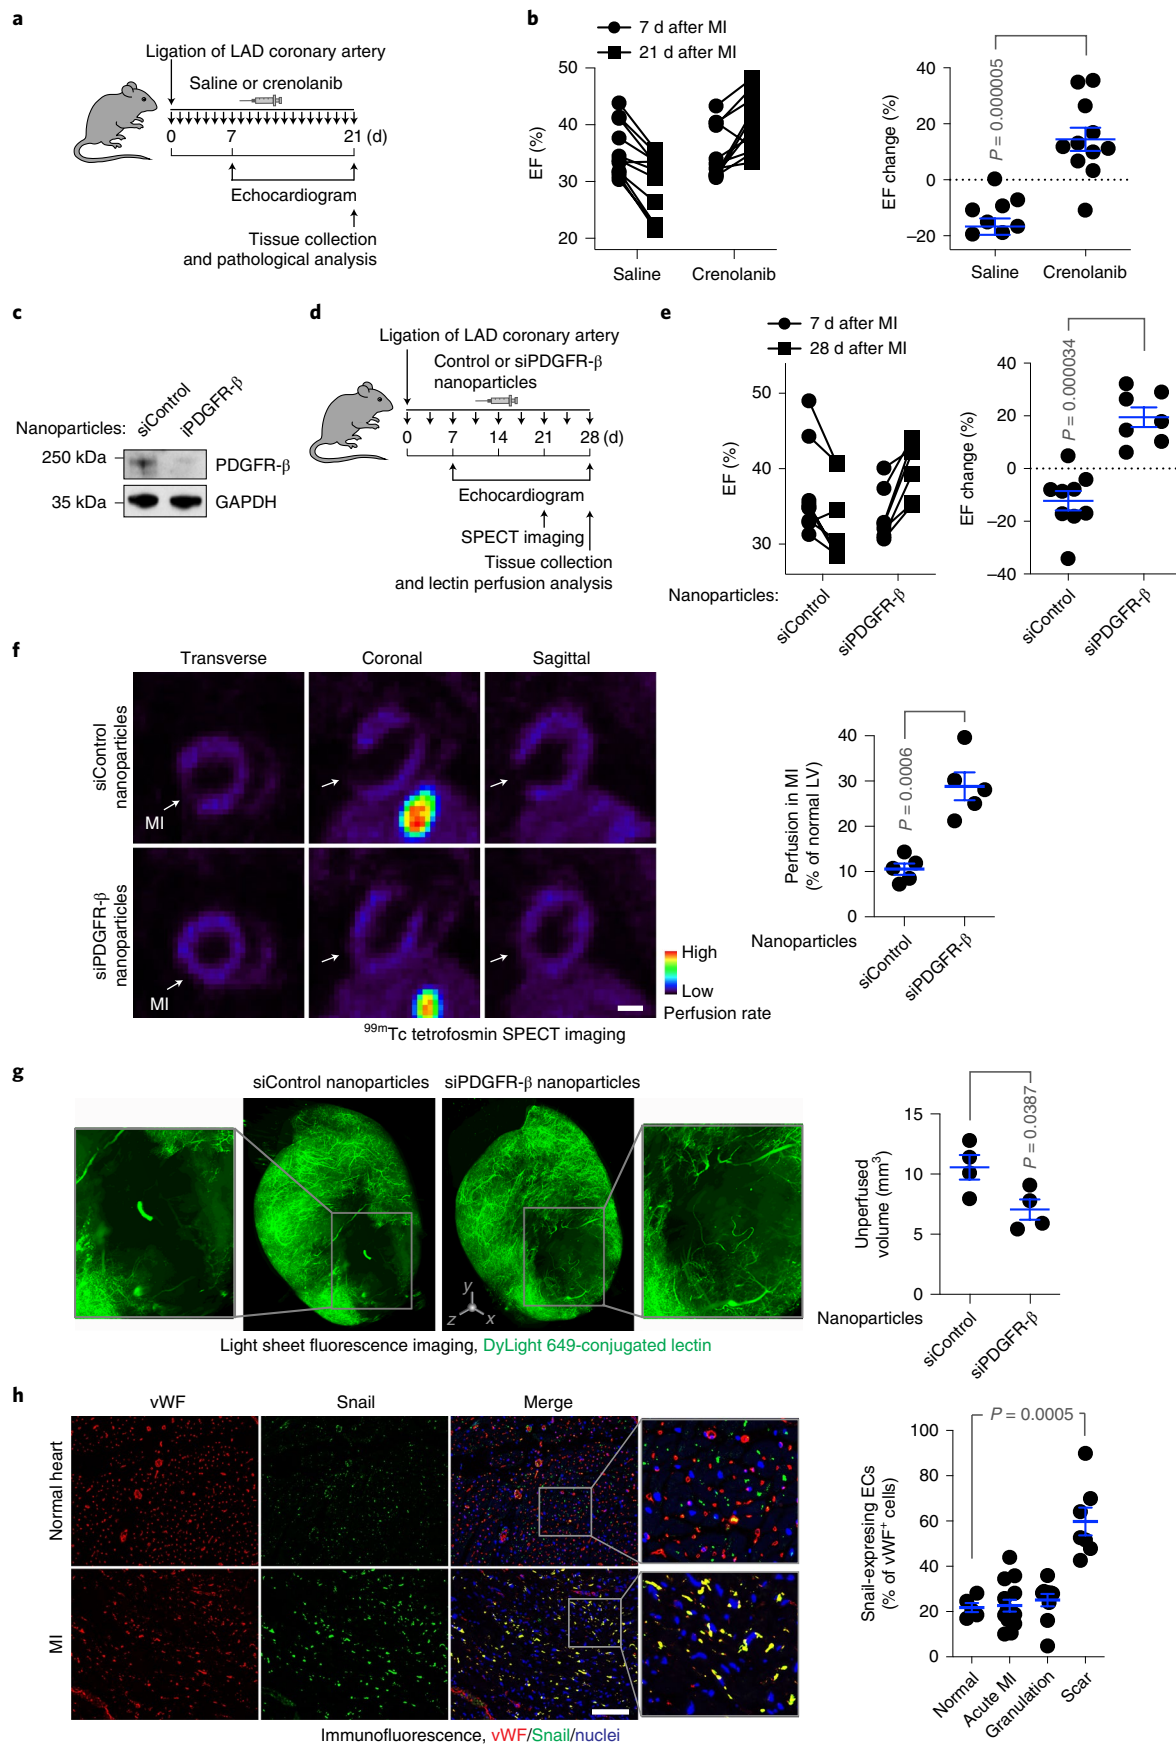 a
Ligation of LAD coronary artery
Saline or crenolanib
0 7 21 (d)
Echocardiogram
Tissue collection
and pathological analysis
b
7 d after MI
21 d after MI
EF (%)
50
40
30
20
Saline Crenolanib
EF change (%)
40
20
0
–20
P = 0.000005
Saline Crenolanib
c
Nanoparticles:
siControl
iPDGFR-β
250 kDa
PDGFR-β
35 kDa
GAPDH
d
Ligation of LAD coronary artery
Control or siPDGFR-β
nanoparticles
0 7 14 21 28 (d)
Echocardiogram
SPECT imaging
Tissue collection
and lectin perfusion analysis
e
7 d after MI
28 d after MI
EF (%)
50
40
30
Nanoparticles:
siControl
siPDGFR-β
EF change (%)
40
20
0
–20
–40
P = 0.000034
siControl
siPDGFR-β
f
Transverse Coronal Sagittal
siControl
nanoparticles
MI
siPDGFR-β
nanoparticles
MI
High
Low
Perfusion rate
99mTc tetrofosmin SPECT imaging
Perfusion in MI
(% of normal LV)
40
30
20
10
0
P = 0.0006
Nanoparticles
siControl
siPDGFR-β
g
siControl nanoparticles siPDGFR-β nanoparticles
y
z x
Light sheet fluorescence imaging, DyLight 649-conjugated lectin
Unperfused
volume (mm3)
15
10
5
0
P = 0.0387
Nanoparticles
siControl
siPDGFR-β
h
vWF Snail Merge
Normal heart
MI
Immunofluorescence, vWF/Snail/nuclei
Snail-expresing ECs
(% of vWF+ cells)
100
80
60
40
20
0
P = 0.0005
Normal
Acute MI
Granulation
Scar